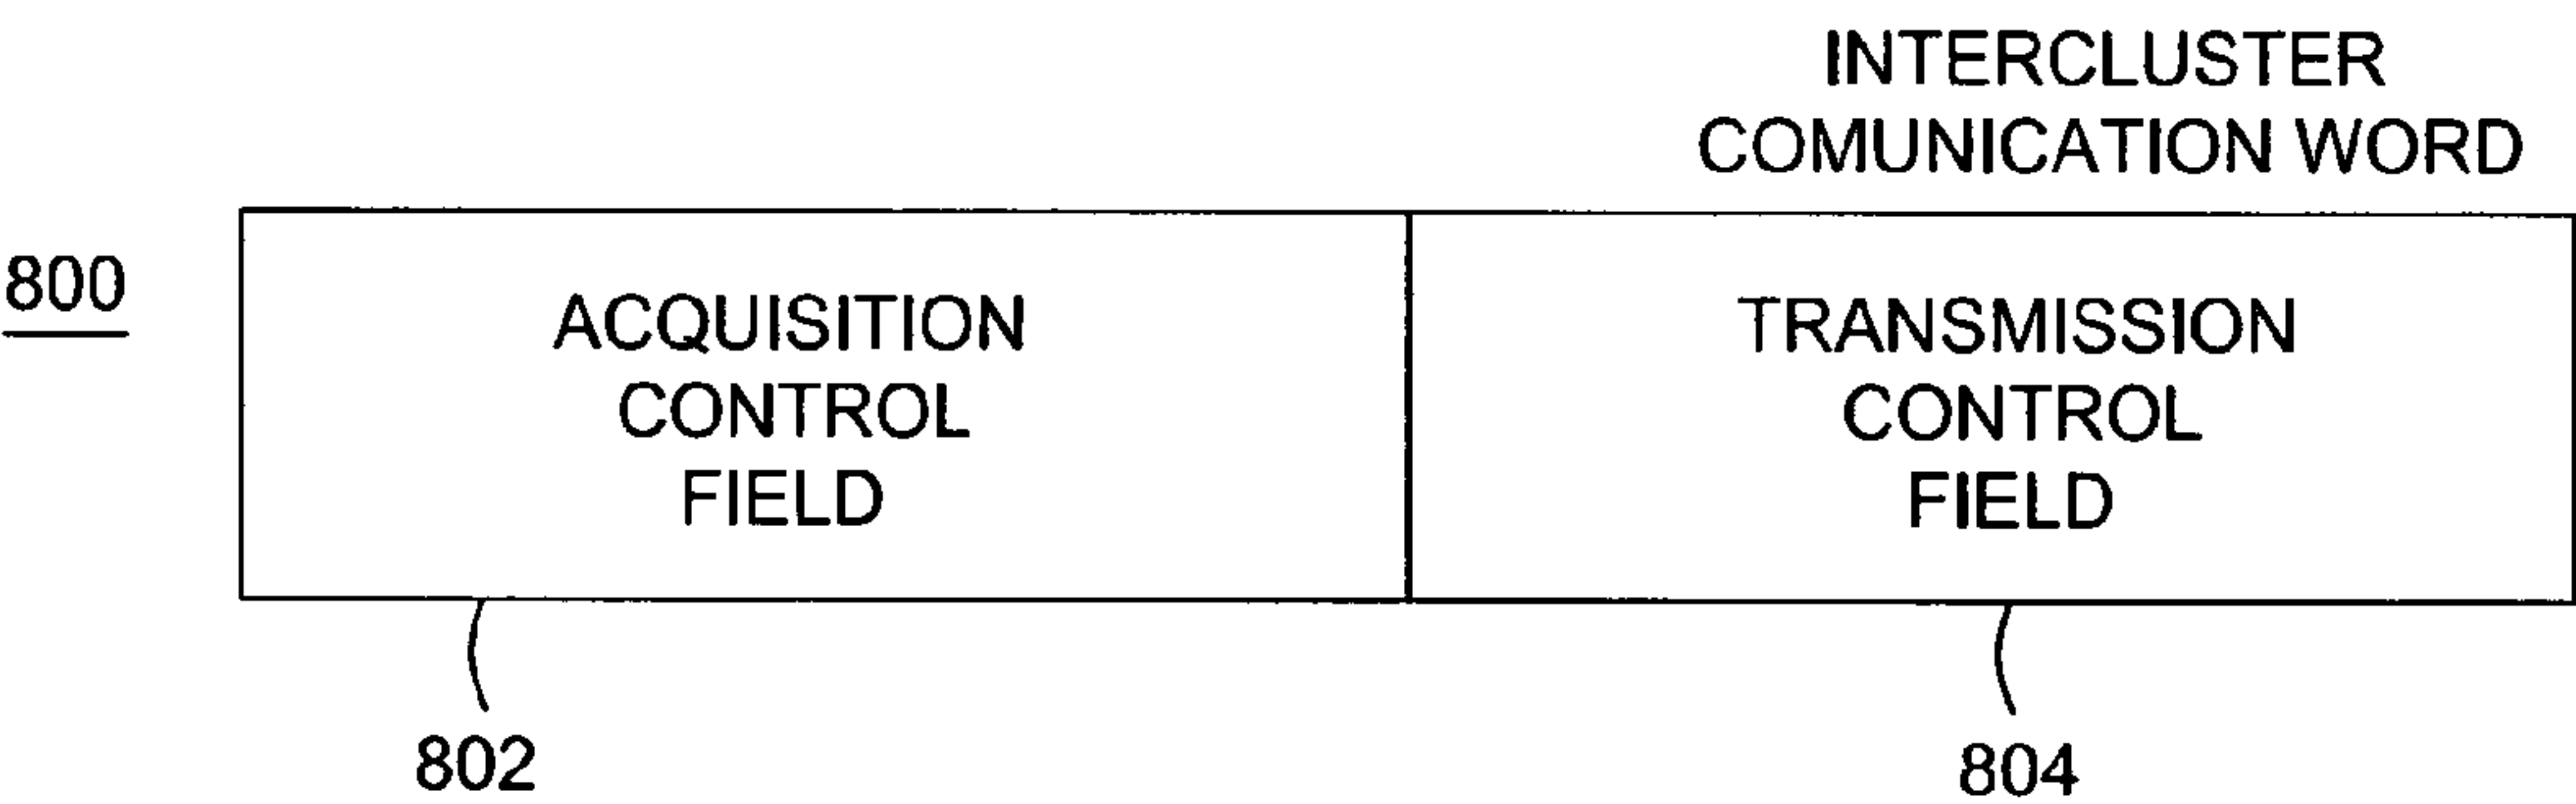 INTERCLUSTER
COMUNICATION WORD
800
ACQUISITION
CONTROL
FIELD
TRANSMISSION
CONTROL
FIELD
802
804